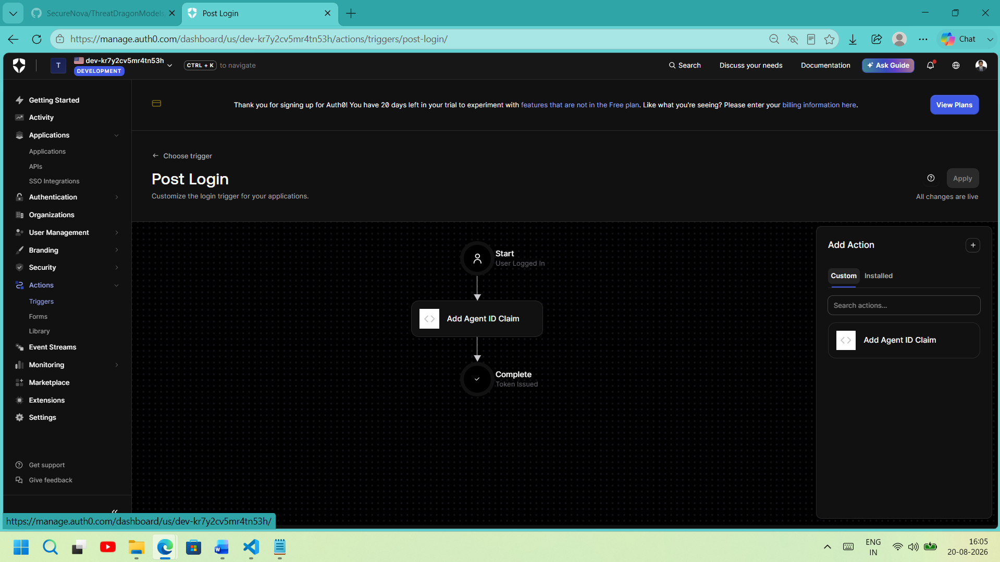 SecureNova/ThreatDragonModels
Post Login
https://manage.auth0.com/dashboard/us/dev-kr7y2cv5mr4tn53h/actions/triggers/post-login/
Chat
T
dev-kr7y2cv5mr4tn53h
DEVELOPMENT
CTRL + K to navigate
Search
Discuss your needs
Documentation
Ask Guide
Getting Started
Activity
Applications
Applications
APIs
SSO Integrations
Authentication
Organizations
User Management
Branding
Security
Actions
Triggers
Forms
Library
Event Streams
Monitoring
Marketplace
Extensions
Settings
Get support
Give feedback
Thank you for signing up for Auth0! You have 20 days left in your trial to experiment with features that are not in the Free plan. Like what you're seeing? Please enter your billing information here.
View Plans
Choose trigger
Post Login
Customize the login trigger for your applications.
Apply
All changes are live
Start
User Logged In
Add Agent ID Claim
Complete
Token Issued
Add Action
Custom
Installed
Search actions...
Add Agent ID Claim
https://manage.auth0.com/dashboard/us/dev-kr7y2cv5mr4tn53h/
ENG
IN
16:05
20-08-2026